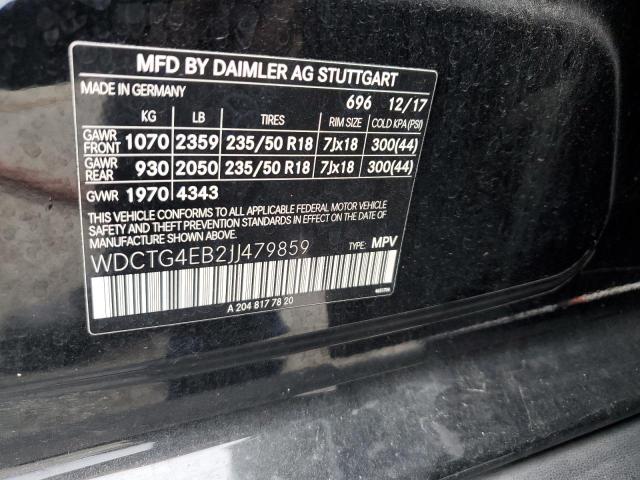 MFD BY DAIMLER AG STUTTGART
MADE IN GERMANY 696 12/17
KG LB TIRES RIM SIZE COLD KPA (PSI)
GAWR FRONT 1070 2359 235/50 R18 7Jx18 300(44)
GAWR REAR 930 2050 235/50 R18 7Jx18 300(44)
GVWR 1970 4343
THIS VEHICLE CONFORMS TO ALL APPLICABLE FEDERAL MOTOR VEHICLE
SAFETY, BUMPER, AND THEFT PREVENTION STANDARDS IN EFFECT ON THE
DATE OF MANUFACTURE SHOWN ABOVE.
WDCTG4EB2JJ479859 TYPE: MPV
A 204 817 78 20